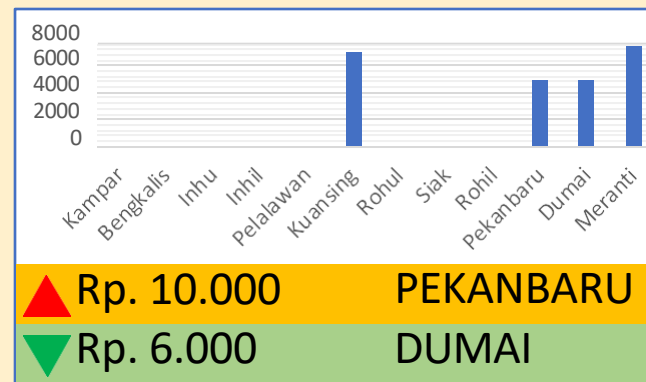 8000
6000
4000
2000
0
Kampar
Bengkalis
Inhu
Inhil
Pelalawan
Kuansing
Rohul
Siak
Rohil
Pekanbaru
Dumai
Meranti
Rp. 10.000 PEKANBARU
Rp. 6.000 DUMAI